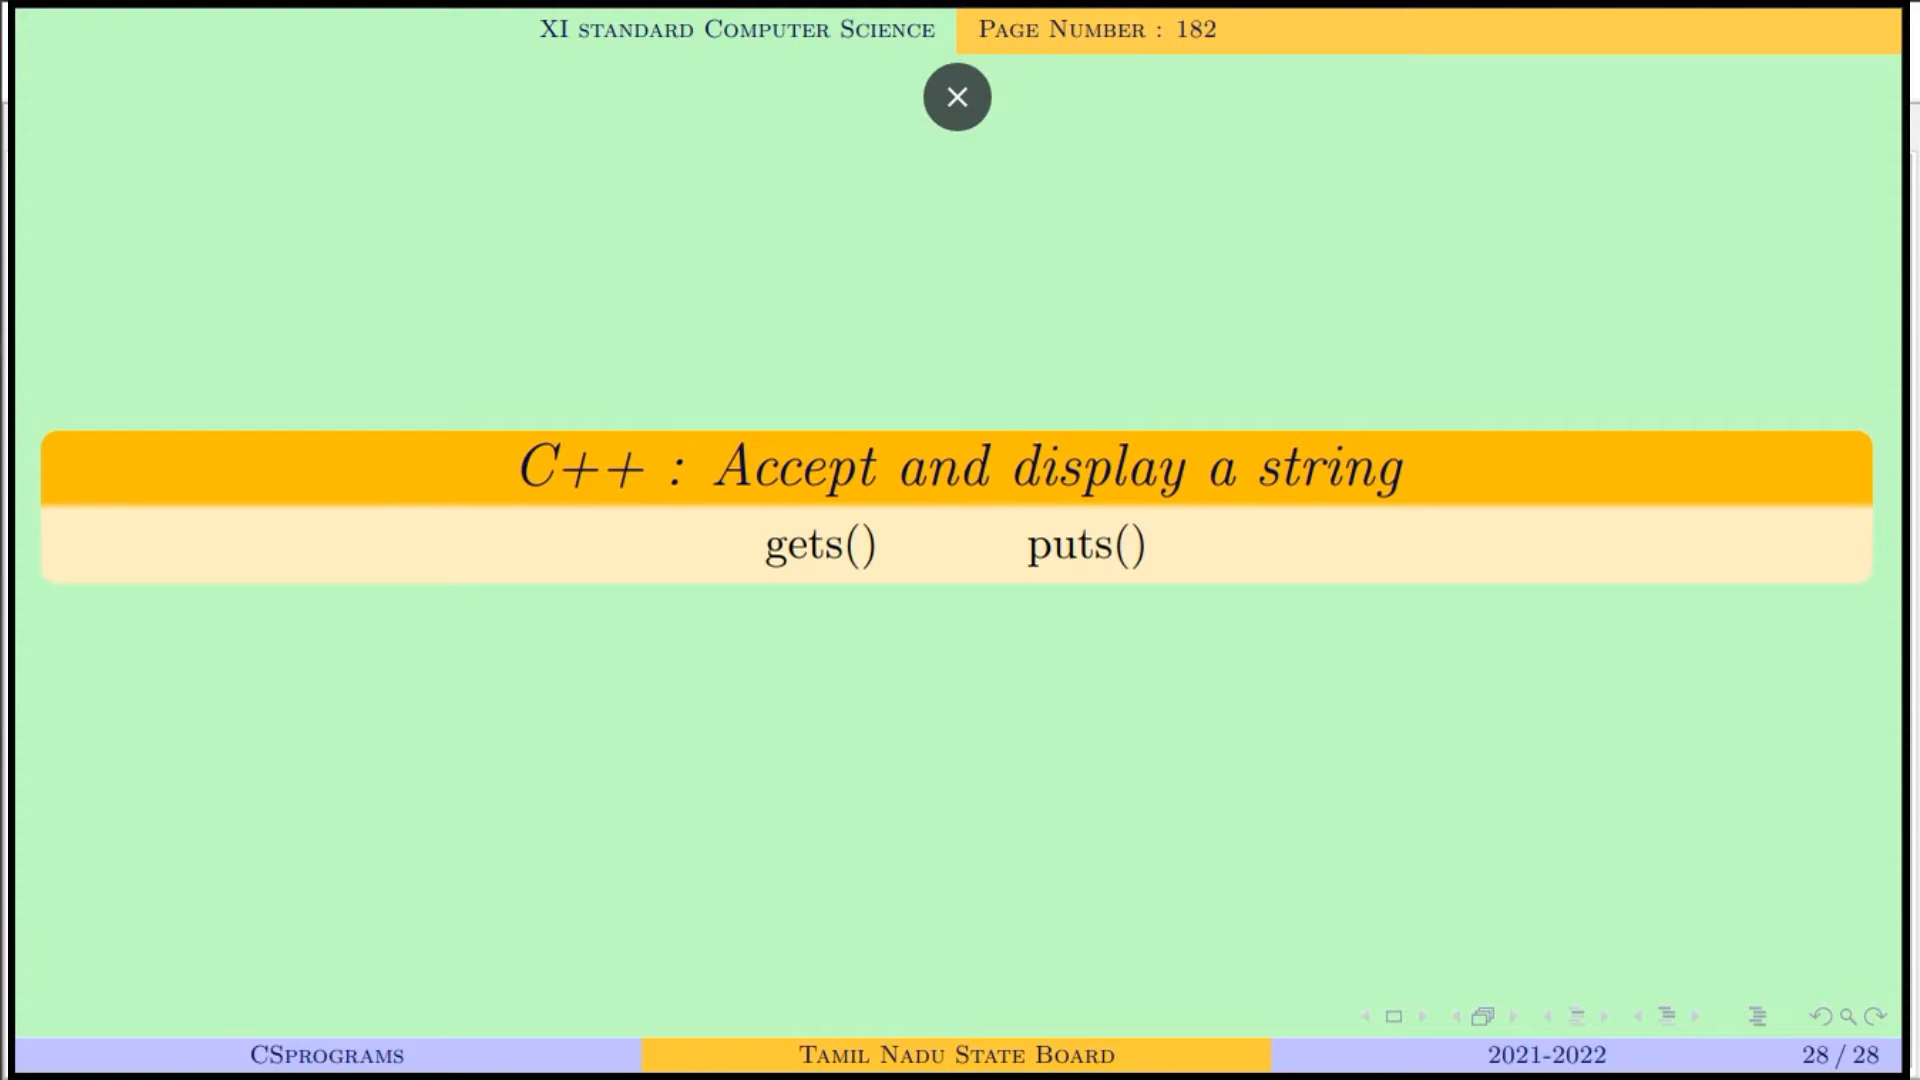 XI standard Computer Science
Page Number : 182
C++ : Accept and display a string
gets() puts()
CSprograms
Tamil Nadu State Board
2021-2022
28 / 28